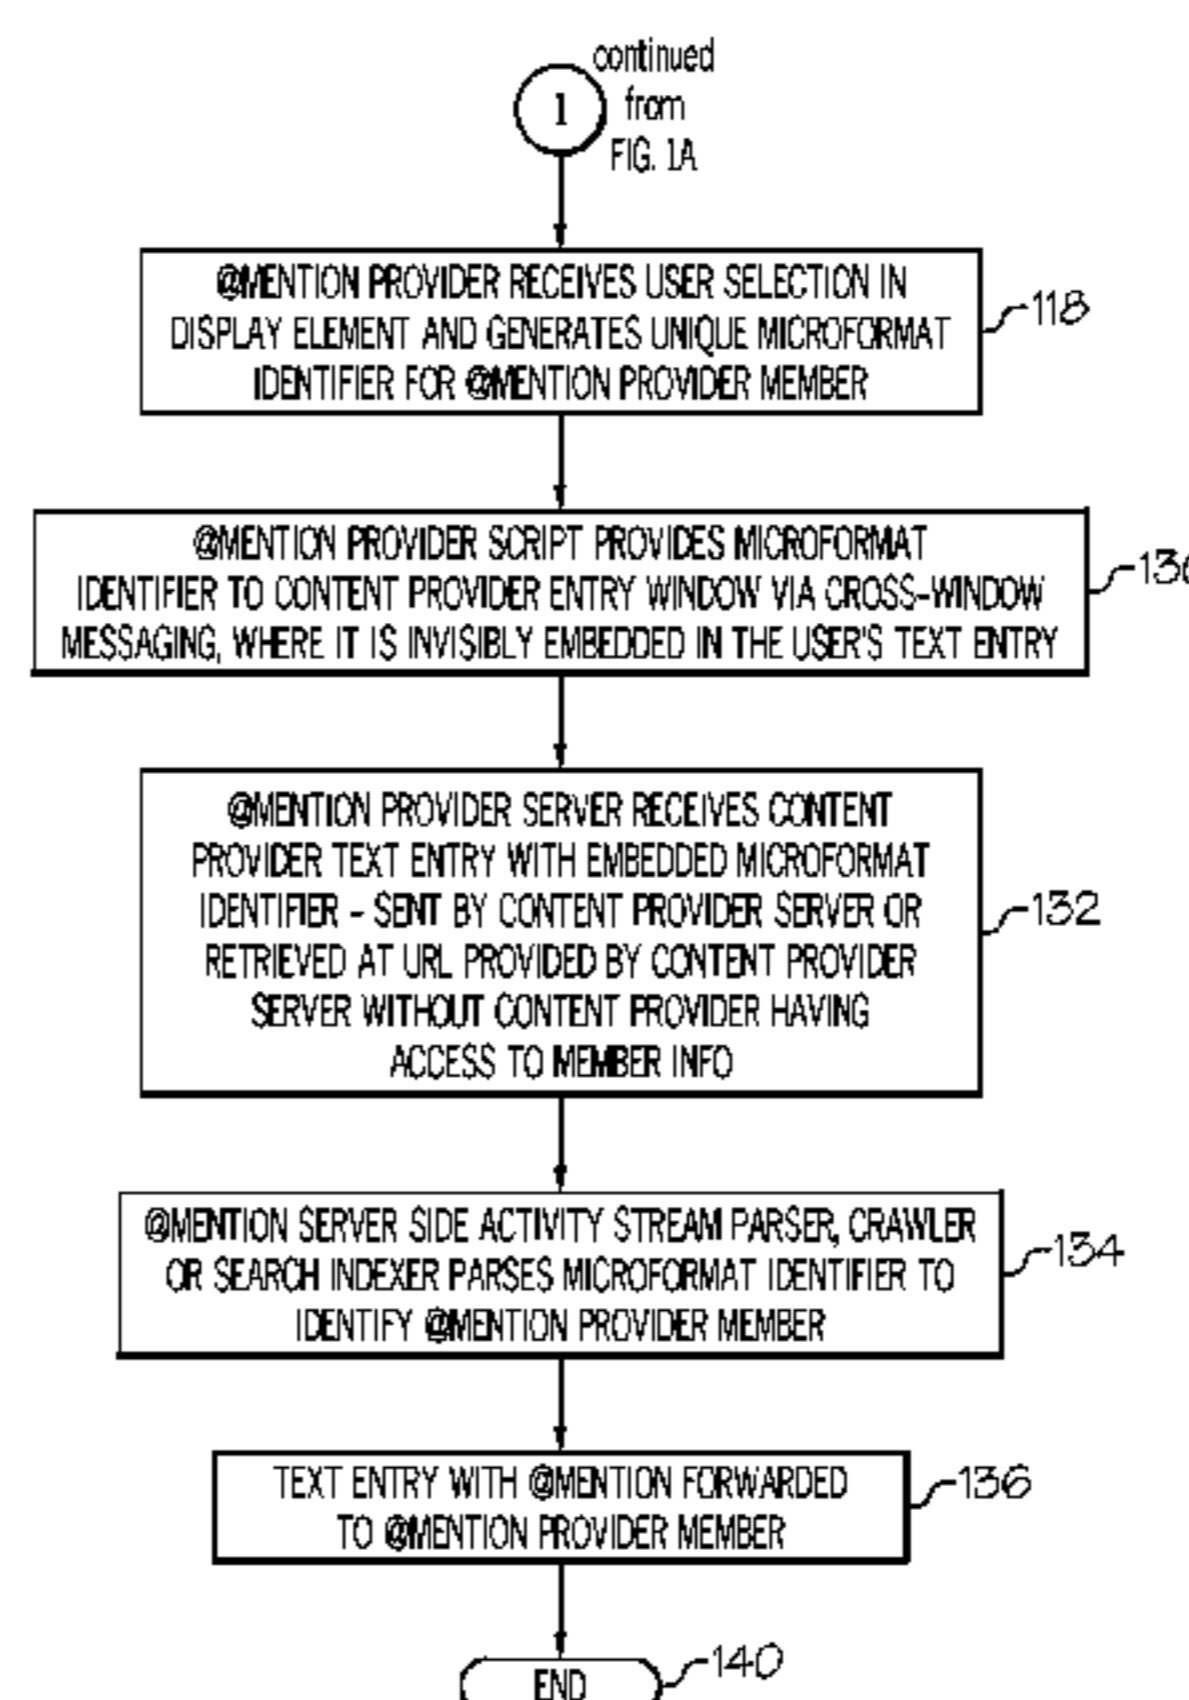 continued
from
FIG. 1A
1
@MENTION PROVIDER RECEIVES USER SELECTION IN
DISPLAY ELEMENT AND GENERATES UNIQUE MICROFORMAT
IDENTIFIER FOR @MENTION PROVIDER MEMBER
118
@MENTION PROVIDER SCRIPT PROVIDES MICROFORMAT
IDENTIFIER TO CONTENT PROVIDER ENTRY WINDOW VIA CROSS-WINDOW
MESSAGING, WHERE IT IS INVISIBLY EMBEDDED IN THE USER'S TEXT ENTRY
@MENTION PROVIDER SERVER RECEIVES CONTENT
PROVIDER TEXT ENTRY WITH EMBEDDED MICROFORMAT
IDENTIFIER - SENT BY CONTENT PROVIDER SERVER OR
RETRIEVED AT URL PROVIDED BY CONTENT PROVIDER
SERVER WITHOUT CONTENT PROVIDER HAVING
ACCESS TO MEMBER INFO
132
@MENTION SERVER SIDE ACTIVITY STREAM PARSER, CRAWLER
OR SEARCH INDEXER PARSES MICROFORMAT IDENTIFIER TO
IDENTIFY @MENTION PROVIDER MEMBER
134
TEXT ENTRY WITH @MENTION FORWARDED
TO @MENTION PROVIDER MEMBER
136
END
140